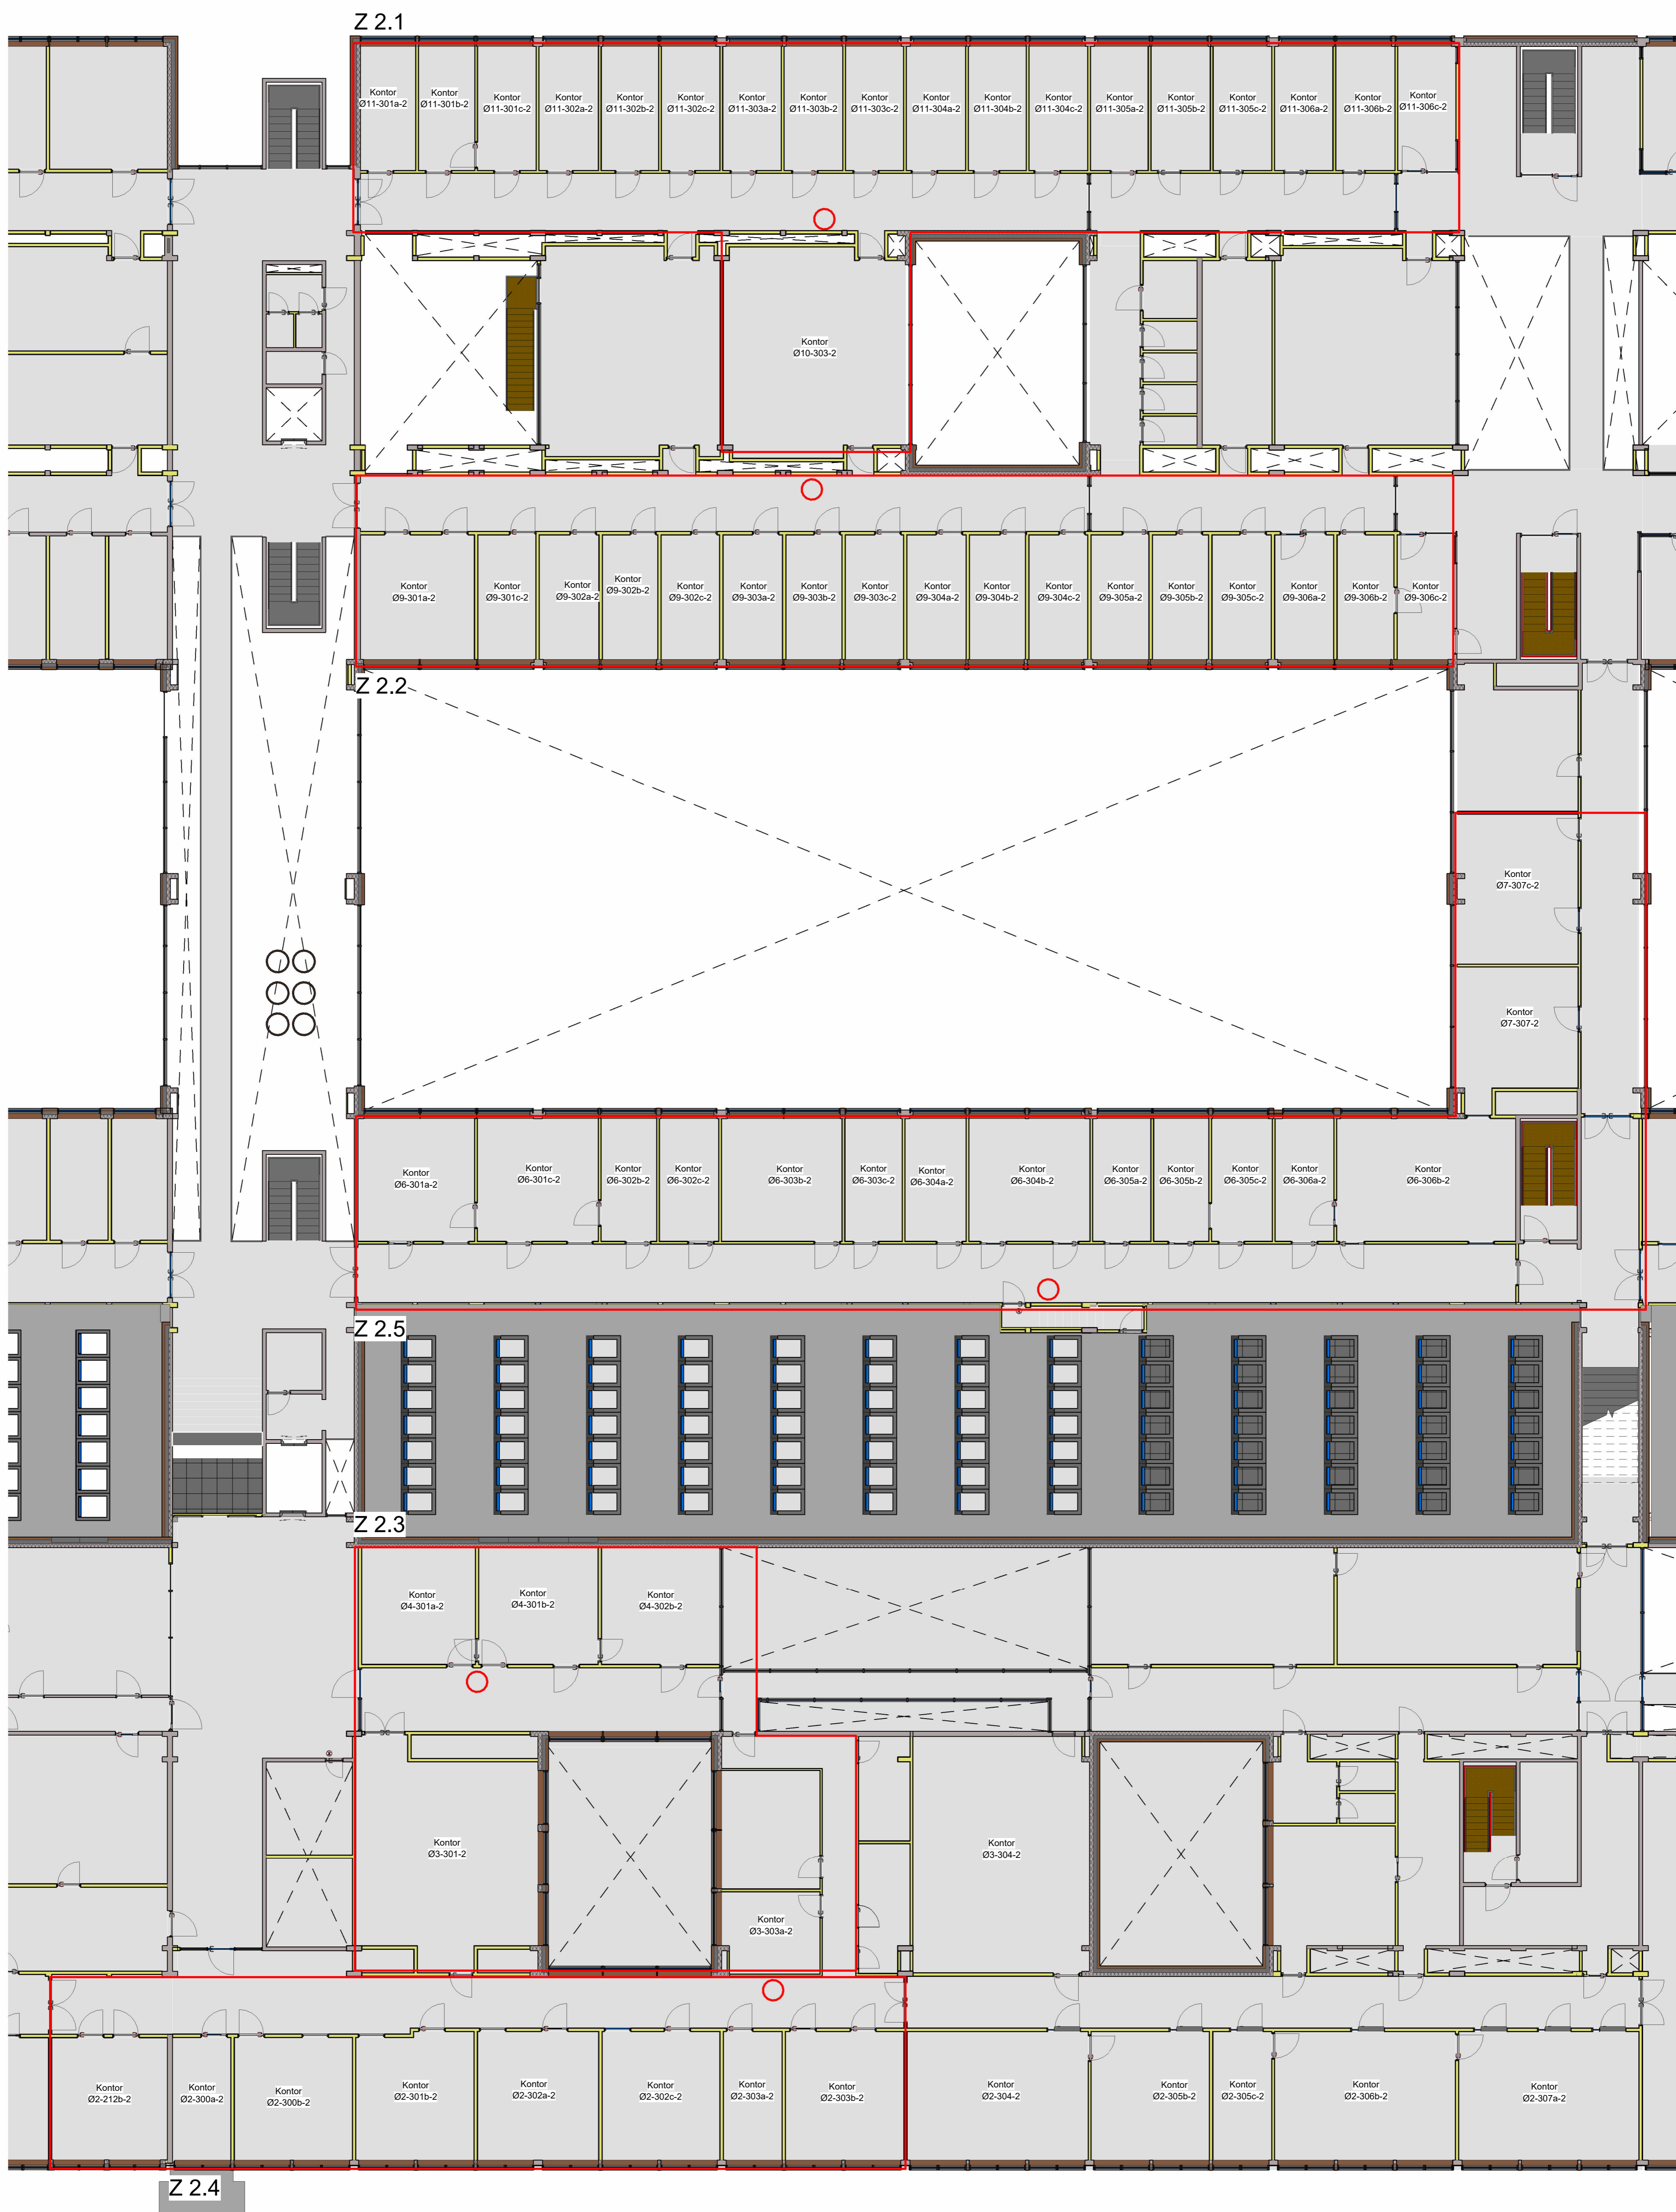 Z 2.1
Kontor
Ø11-301a-2
Kontor
Ø11-301b-2
Kontor
Ø11-301c-2
Kontor
Ø11-302a-2
Kontor
Ø11-302b-2
Kontor
Ø11-302c-2
Kontor
Ø11-303a-2
Kontor
Ø11-303b-2
Kontor
Ø11-303c-2
Kontor
Ø11-304a-2
Kontor
Ø11-304b-2
Kontor
Ø11-304c-2
Kontor
Ø11-305a-2
Kontor
Ø11-305b-2
Kontor
Ø11-305c-2
Kontor
Ø11-306a-2
Kontor
Ø11-306b-2
Kontor
Ø11-306c-2
Kontor
Ø10-303-2
Kontor
Ø9-301a-2
Kontor
Ø9-301c-2
Kontor
Ø9-302a-2
Kontor
Ø9-302b-2
Kontor
Ø9-302c-2
Kontor
Ø9-303a-2
Kontor
Ø9-303b-2
Kontor
Ø9-303c-2
Kontor
Ø9-304a-2
Kontor
Ø9-304b-2
Kontor
Ø9-304c-2
Kontor
Ø9-305a-2
Kontor
Ø9-305b-2
Kontor
Ø9-305c-2
Kontor
Ø9-306a-2
Kontor
Ø9-306b-2
Kontor
Ø9-306c-2
Z 2.2
Kontor
Ø7-307c-2
Kontor
Ø7-307-2
Kontor
Ø6-301a-2
Kontor
Ø6-301c-2
Kontor
Ø6-302b-2
Kontor
Ø6-302c-2
Kontor
Ø6-303b-2
Kontor
Ø6-303c-2
Kontor
Ø6-304a-2
Kontor
Ø6-304b-2
Kontor
Ø6-305a-2
Kontor
Ø6-305b-2
Kontor
Ø6-305c-2
Kontor
Ø6-306a-2
Kontor
Ø6-306b-2
Z 2.5
Z 2.3
Kontor
Ø4-301a-2
Kontor
Ø4-301b-2
Kontor
Ø4-302b-2
Kontor
Ø3-301-2
Kontor
Ø3-304-2
Kontor
Ø3-303a-2
Kontor
Ø2-212b-2
Kontor
Ø2-300a-2
Kontor
Ø2-300b-2
Kontor
Ø2-301b-2
Kontor
Ø2-302a-2
Kontor
Ø2-302c-2
Kontor
Ø2-303a-2
Kontor
Ø2-303b-2
Kontor
Ø2-304-2
Kontor
Ø2-305b-2
Kontor
Ø2-305c-2
Kontor
Ø2-306b-2
Kontor
Ø2-307a-2
Z 2.4